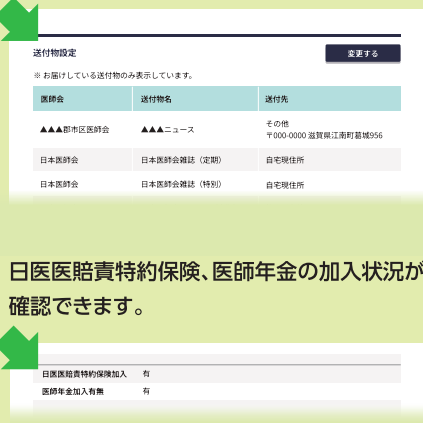 送付物設定
変更する
※ お届けしている送付物のみ表示しています。
医師会 送付物名 送付先
▲▲▲郡市区医師会 ▲▲▲ニュース その他
〒000-0000 滋賀県江南町葛城956
日本医師会 日本医師会雑誌（定期） 自宅現住所
日本医師会 日本医師会雑誌（特別） 自宅現住所
日医医賠責特約保険、医師年金の加入状況が
確認できます。
日医医賠責特約保険加入 有
医師年金加入有無 有